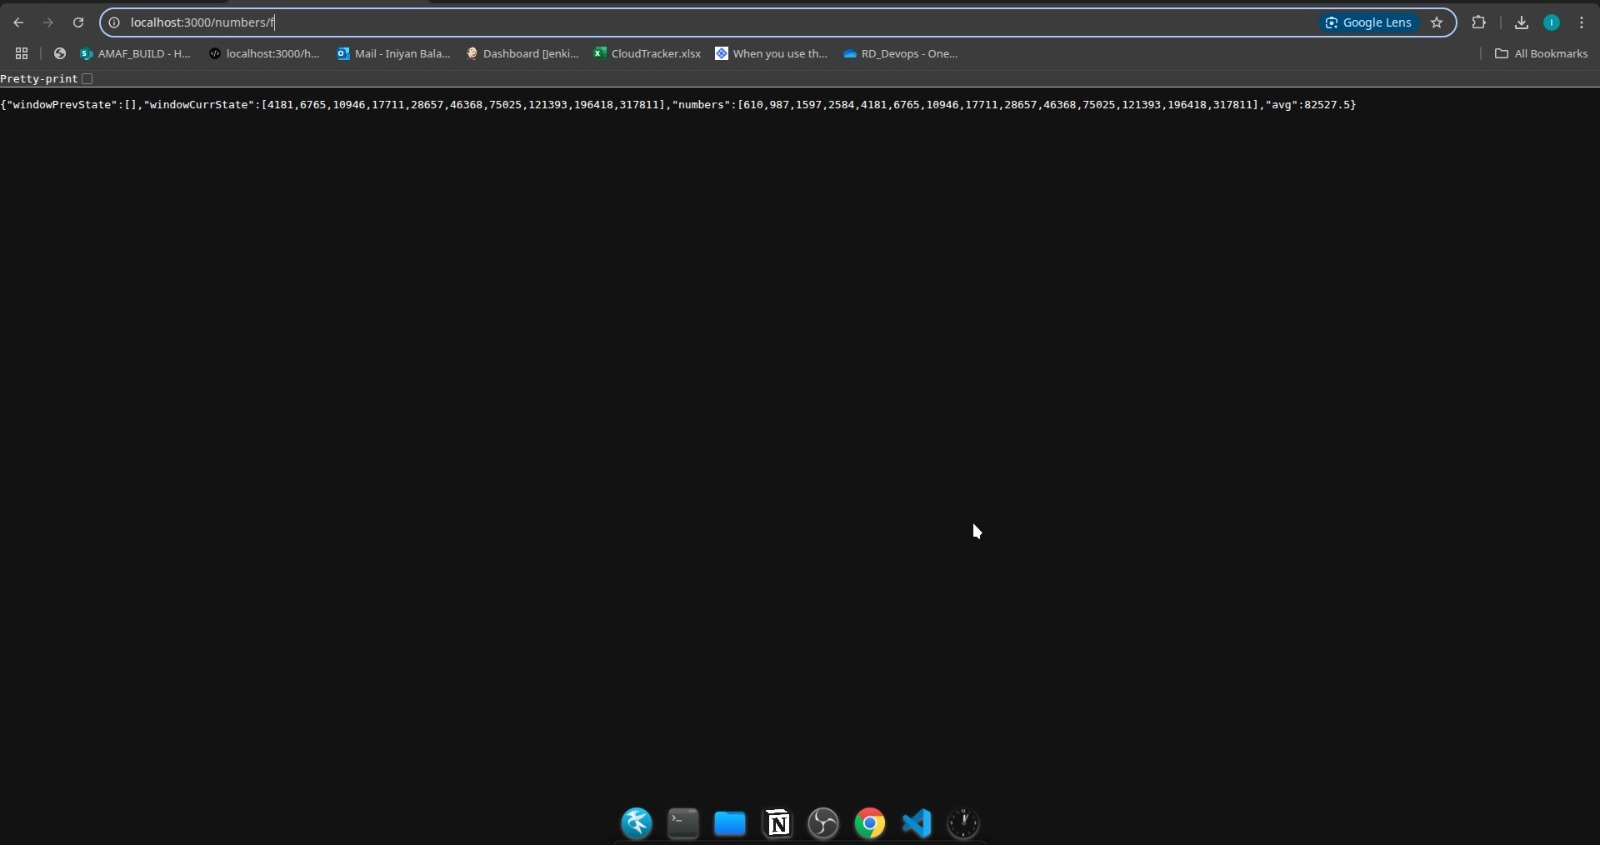 localhost:3000/numbers/f
Google Lens
I
AMAF_BUILD - H...
localhost:3000/h...
Mail - Iniyan Bala...
Dashboard [Jenki...
CloudTracker.xlsx
When you use th...
RD_Devops - One...
All Bookmarks
Pretty-print
{"windowPrevState":[],"windowCurrState":[4181,6765,10946,17711,28657,46368,75025,121393,196418,317811],"numbers":[610,987,1597,2584,4181,6765,10946,17711,28657,46368,75025,121393,196418,317811],"avg":82527.5}